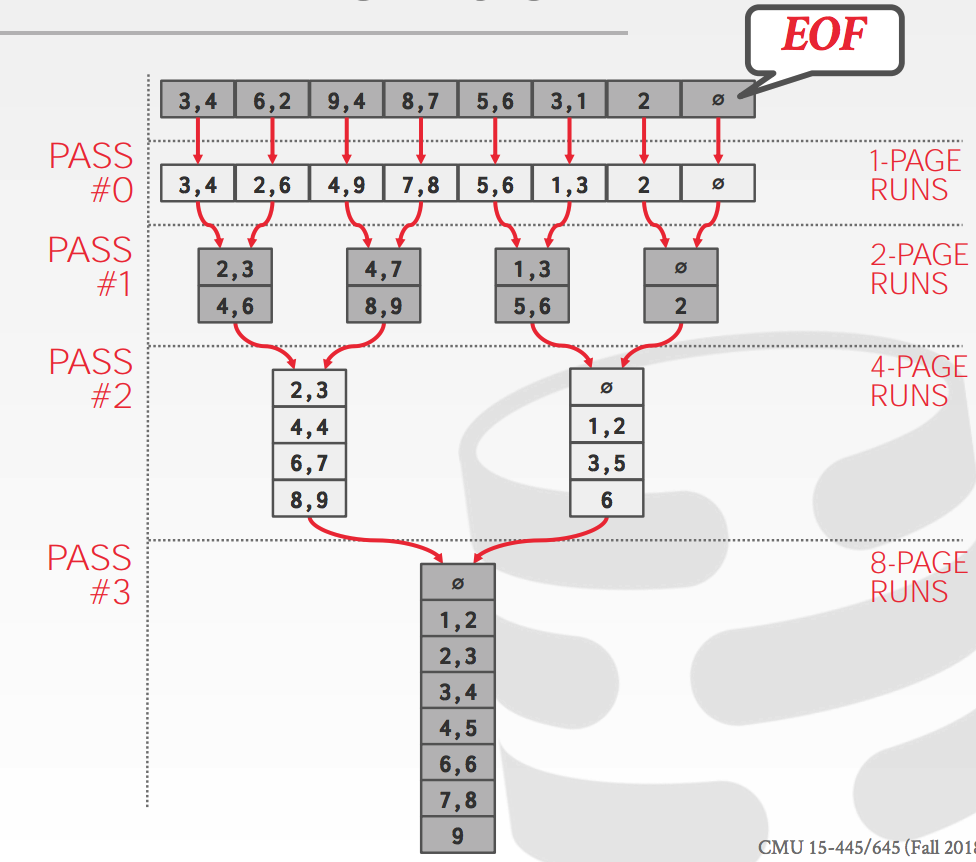 EOF
3,4 6,2 9,4 8,7 5,6 3,1 2 ∅
PASS
#0
3,4 2,6 4,9 7,8 5,6 1,3 2 ∅
1-PAGE
RUNS
PASS
#1
2,3 4,7 1,3 ∅
4,6 8,9 5,6 2
2-PAGE
RUNS
PASS
#2
2,3 ∅
4,4 1,2
6,7 3,5
8,9 6
4-PAGE
RUNS
PASS
#3
∅
1,2
2,3
3,4
4,5
6,6
7,8
9
8-PAGE
RUNS
CMU 15-445/645 (Fall 201